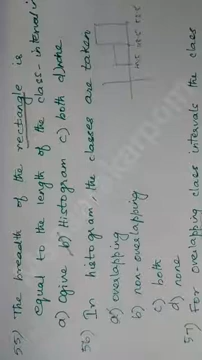 55) The breadth of the rectangle is
equal to the length of the class-interval in
a) Ogive b) Histogram c) both d) none
56) In histogram, the classes are taken
a) overlapping
b) non-overlapping
c) both
d) none
57) For overlapping class intervals the class